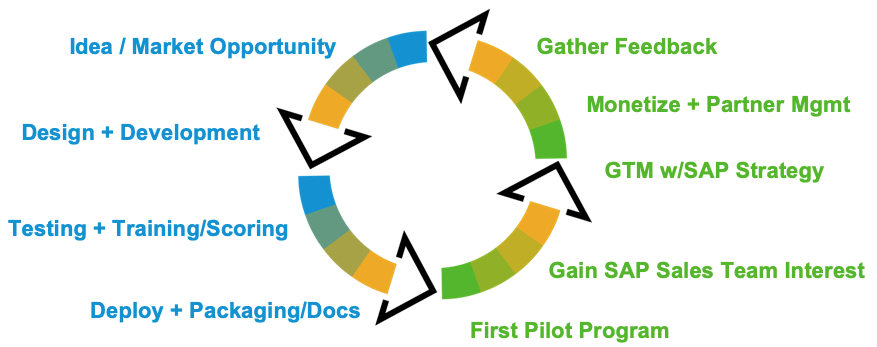 Idea / Market Opportunity
Gather Feedback
Monetize + Partner Mgmt
Design + Development
GTM w/SAP Strategy
Testing + Training/Scoring
Gain SAP Sales Team Interest
Deploy + Packaging/Docs
First Pilot Program